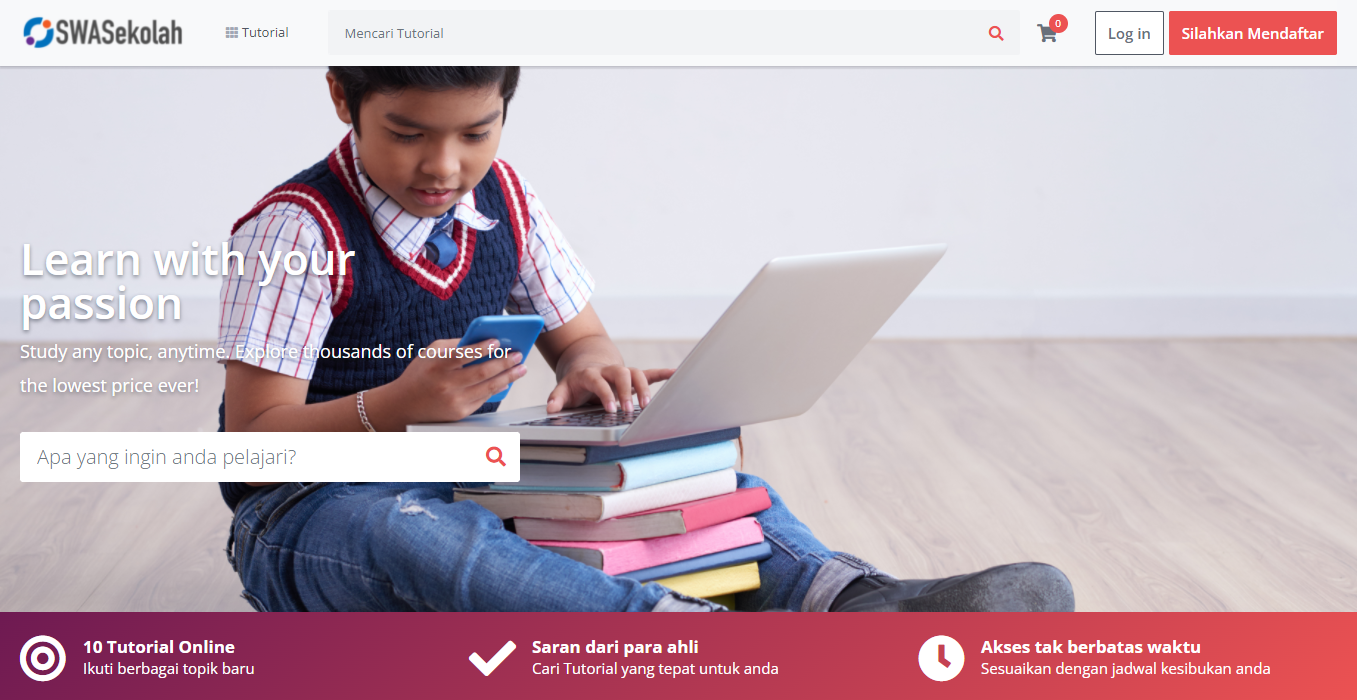 SWASekolah
Tutorial
Mencari Tutorial
0
Log in
Silahkan Mendaftar
Learn with your
passion
Study any topic, anytime. Explore thousands of courses for
the lowest price ever!
Apa yang ingin anda pelajari?
10 Tutorial Online
Ikuti berbagai topik baru
Saran dari para ahli
Cari Tutorial yang tepat untuk anda
Akses tak berbatas waktu
Sesuaikan dengan jadwal kesibukan anda